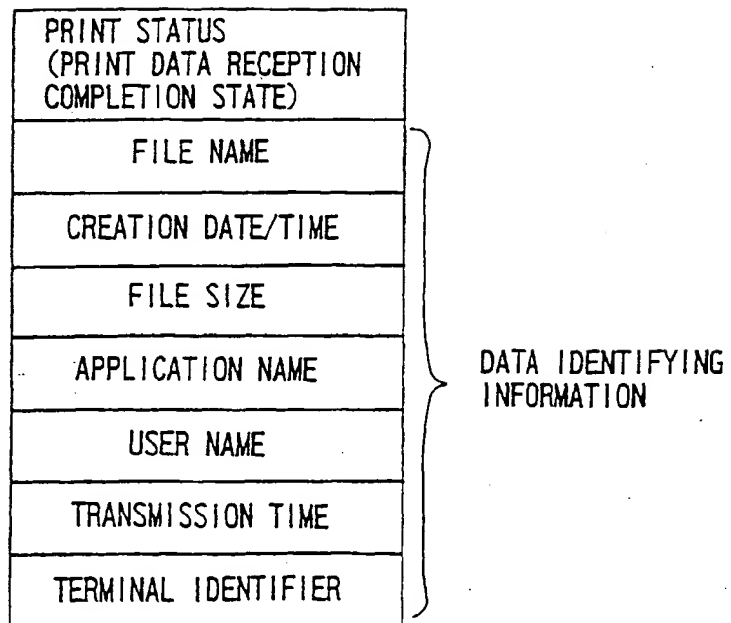 PRINT STATUS
(PRINT DATA RECEPTION
COMPLETION STATE)
FILE NAME
CREATION DATE/TIME
FILE SIZE
APPLICATION NAME
USER NAME
TRANSMISSION TIME
TERMINAL IDENTIFIER
DATA IDENTIFYING
INFORMATION